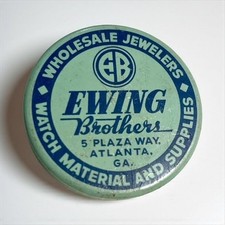 WHOLESALE JEWELERS
EB
EWING
Brothers
5 PLAZA WAY.
ATLANTA.
GA.
WATCH MATERIAL AND SUPPLIES